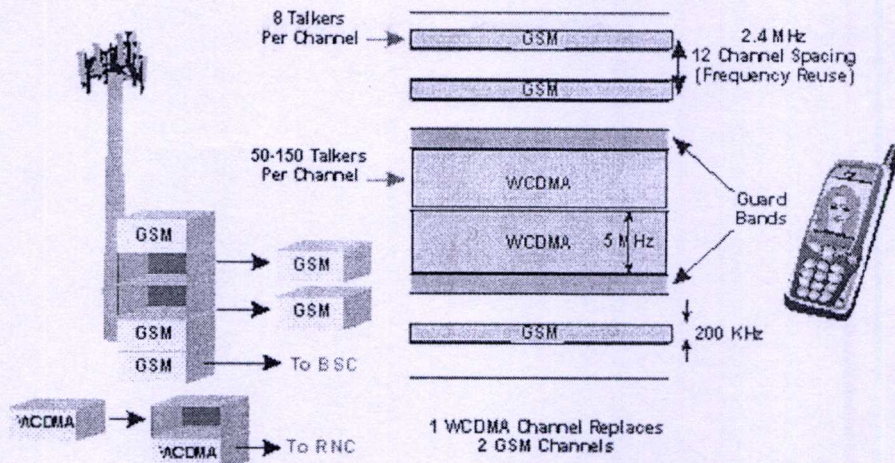 8 Talkers
Per Channel
GSM
2.4 MHz
12 Channel Spacing
(Frequency Reuse)
GSM
50-150 Talkers
Per Channel
WCDMA
Guard
Bands
WCDMA
5 MHz
GSM
GSM
GSM
GSM
GSM
To BSC
GSM
200 KHz
WCDMA
WCDMA
To RNC
1 WCDMA Channel Replaces
2 GSM Channels